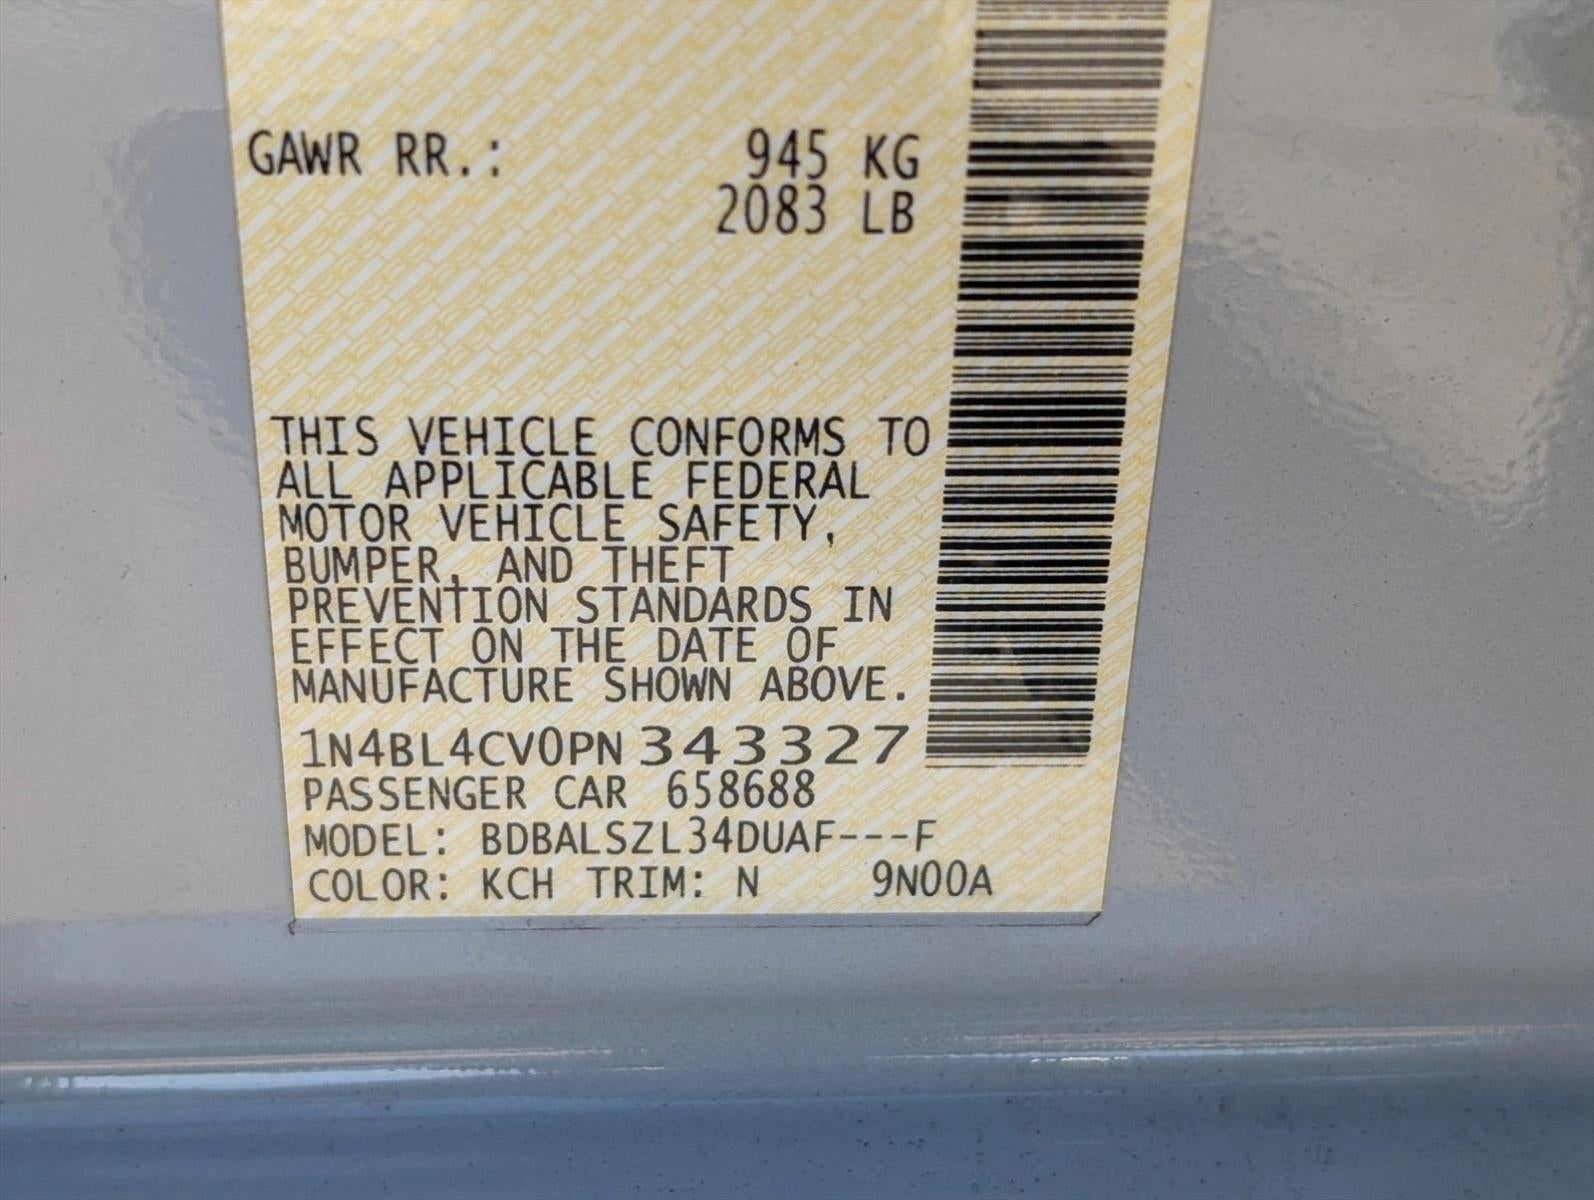 GAWR RR.: 945 KG
2083 LB
THIS VEHICLE CONFORMS TO
ALL APPLICABLE FEDERAL
MOTOR VEHICLE SAFETY,
BUMPER, AND THEFT
PREVENTION STANDARDS IN
EFFECT ON THE DATE OF
MANUFACTURE SHOWN ABOVE.
1N4BL4CV0PN 343327
PASSENGER CAR 658688
MODEL: BDBALSZL34DUAF---F
COLOR: KCH TRIM: N 9N00A